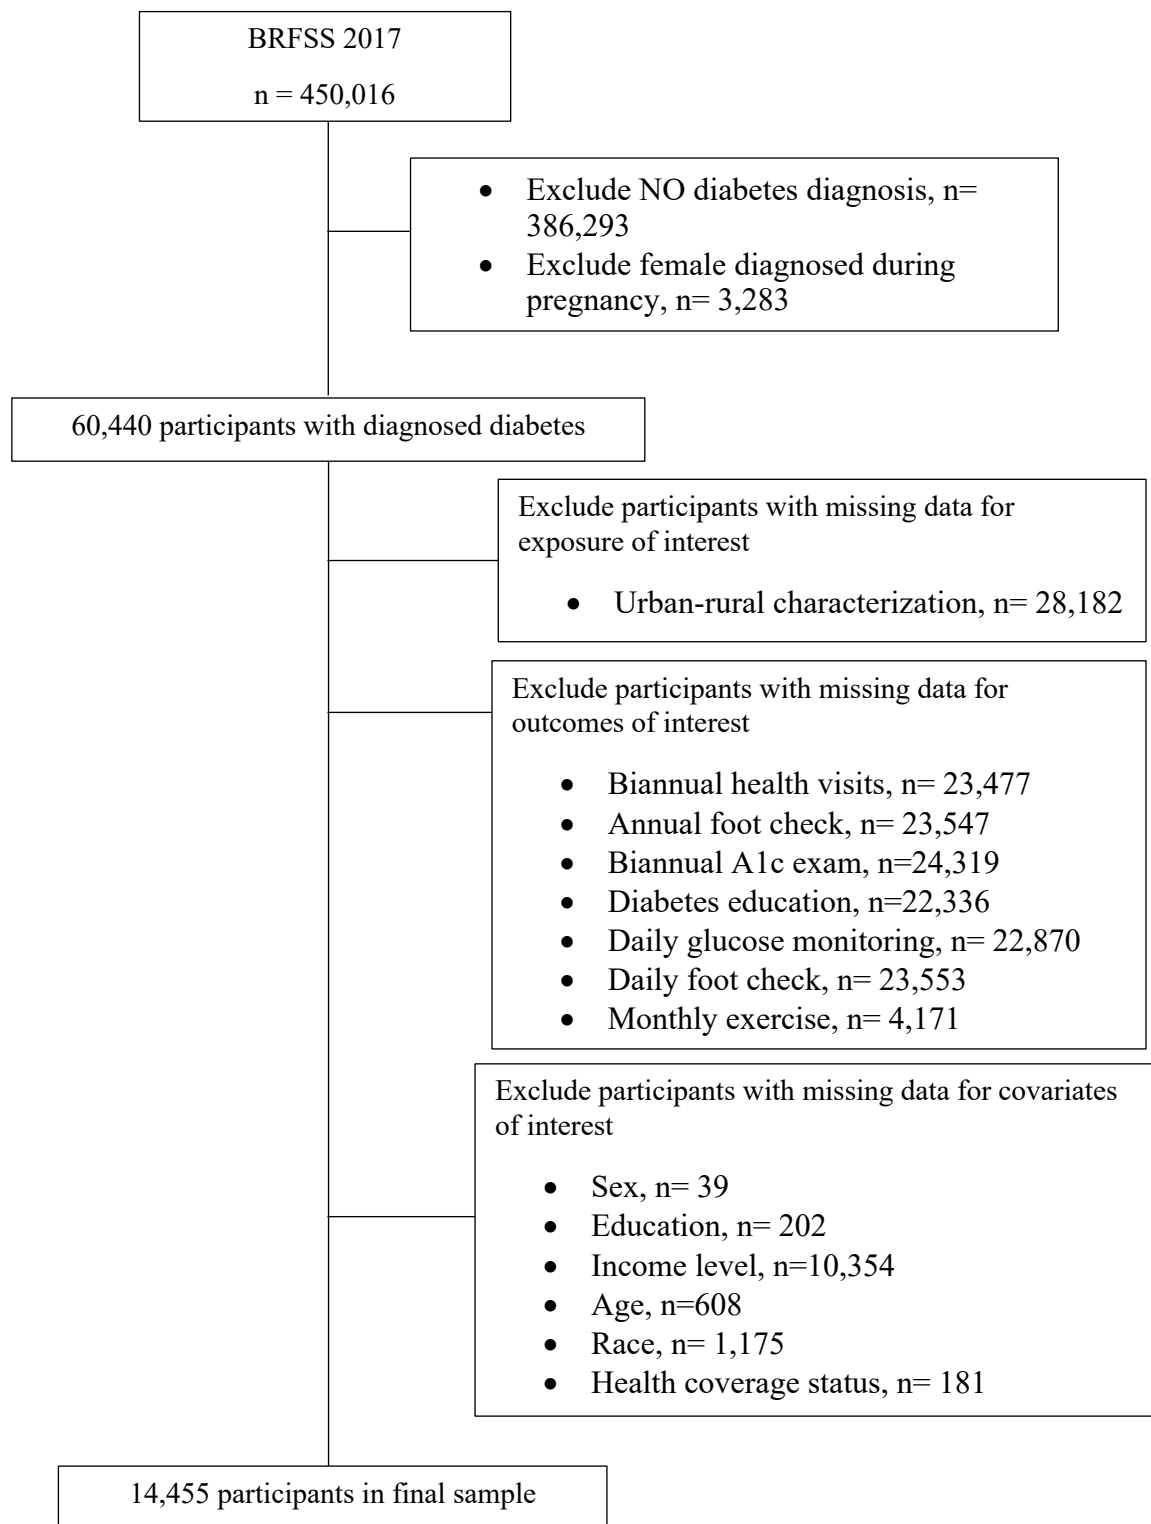 BRFSS 2017
n = 450,016
• Exclude NO diabetes diagnosis, n=
386,293
• Exclude female diagnosed during
pregnancy, n= 3,283
60,440 participants with diagnosed diabetes
Exclude participants with missing data for
exposure of interest
• Urban-rural characterization, n= 28,182
Exclude participants with missing data for
outcomes of interest
• Biannual health visits, n= 23,477
• Annual foot check, n= 23,547
• Biannual A1c exam, n=24,319
• Diabetes education, n=22,336
• Daily glucose monitoring, n= 22,870
• Daily foot check, n= 23,553
• Monthly exercise, n= 4,171
Exclude participants with missing data for covariates
of interest
• Sex, n= 39
• Education, n= 202
• Income level, n=10,354
• Age, n=608
• Race, n= 1,175
• Health coverage status, n= 181
14,455 participants in final sample